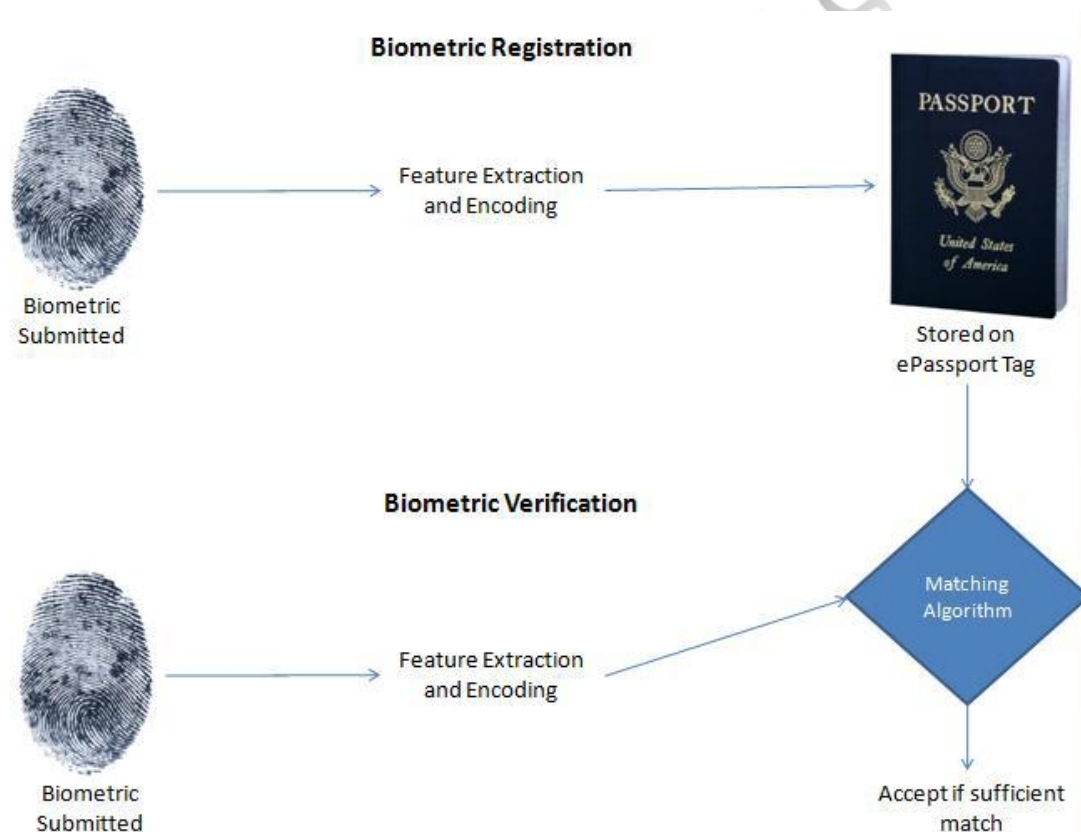 Biometric Registration
PASSPORT
United States
of America
Feature Extraction
and Encoding
Biometric
Submitted
Stored on
ePassport Tag
Biometric Verification
Matching
Algorithm
Feature Extraction
and Encoding
Biometric
Submitted
Accept if sufficient
match